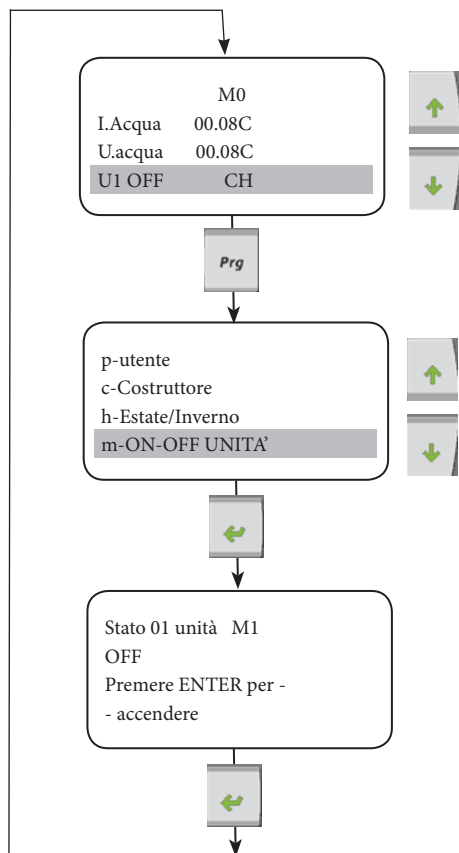 M0
I.Acqua 00.08C
U.acqua 00.08C
U1 OFF CH
Prg
p-utente
c-Costruttore
h-Estate/Inverno
m-ON-OFF UNITA’
Stato 01 unità M1
OFF
Premere ENTER per -
- accendere